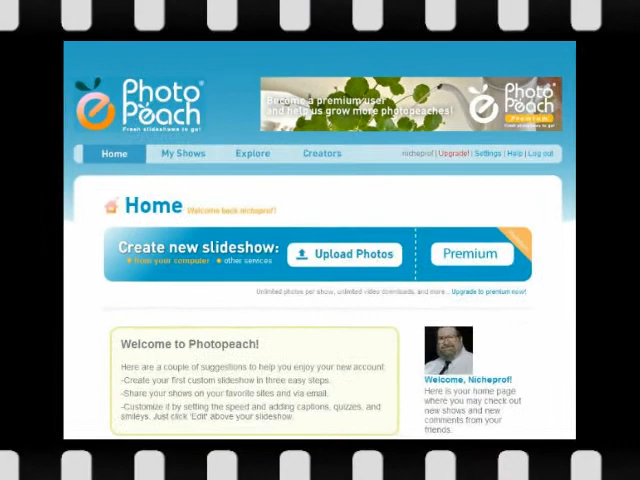 Photo
Peach
Fresh slideshows to go!
Become a premium user
and help us grow more photopeaches!
Photo
Peach
Premium
Fresh slideshows to go!
Home My Shows Explore Creators nicheprof | Upgrade! | Settings | Help | Log out
Home Welcome back nicheprof!
Create new slideshow: Upload Photos Premium
from your computer other services
Unlimited photos per show, unlimited video downloads, and more... Upgrade to premium now!
Welcome to Photopeach!
Here are a couple of suggestions to help you enjoy your new account
-Create your first custom slideshow in three easy steps.
-Share your shows on your favorite sites and via email.
-Customize it by setting the speed and adding captions, quizzes, and
smileys. Just click 'Edit' above your slideshow.
Welcome, Nicheprof!
Here is your home page
where you may check out
new shows and new
comments from your
friends.